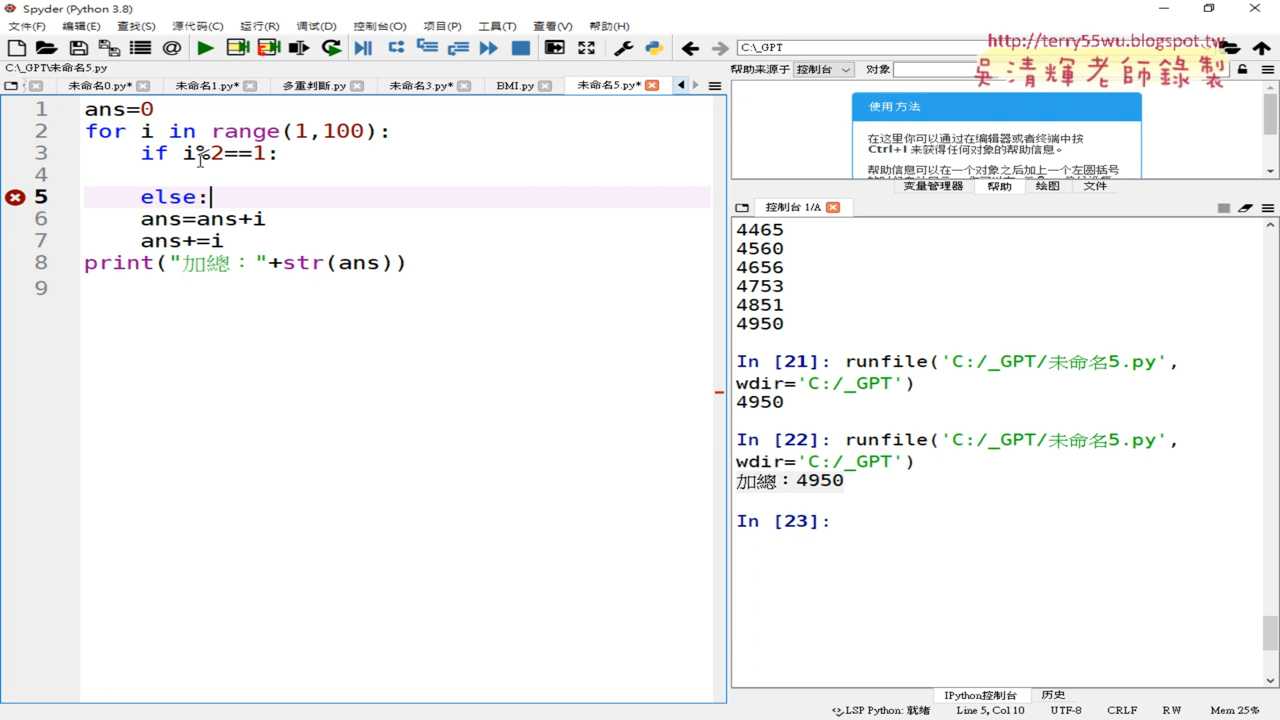 Spyder (Python 3.8)
文件(F) 编辑(E) 查找(S) 源代码(C) 运行(R) 调试(D) 控制台(O) 项目(P) 工具(T) 查看(V) 帮助(H)
C:\_GPT
http://terry55wu.blogspot.tw
吳清輝老師錄製
C:\_GPT\未命名5.py
未命名0.py* 未命名1.py* 多重判斷.py 未命名3.py* BMI.py 未命名5.py*
帮助来源于 控制台 对象
使用方法
在这里你可以通过在编辑器或者终端中按
Ctrl+I 来获得任何对象的帮助信息。
帮助信息可以在一个对象之后加上一个左圆括号
变量管理器 帮助 绘图 文件
控制台 1/A
1 ans=0
2 for i in range(1,100):
3 if i%2==1:
4
5 else:
6 ans=ans+i
7 ans+=i
8 print("加總："+str(ans))
9
4465
4560
4656
4753
4851
4950
In [21]: runfile('C:/_GPT/未命名5.py',
wdir='C:/_GPT')
4950
In [22]: runfile('C:/_GPT/未命名5.py',
wdir='C:/_GPT')
加總：4950
In [23]:
IPython控制台 历史
LSP Python: 就绪 Line 5, Col 10 UTF-8 CRLF RW Mem 25%